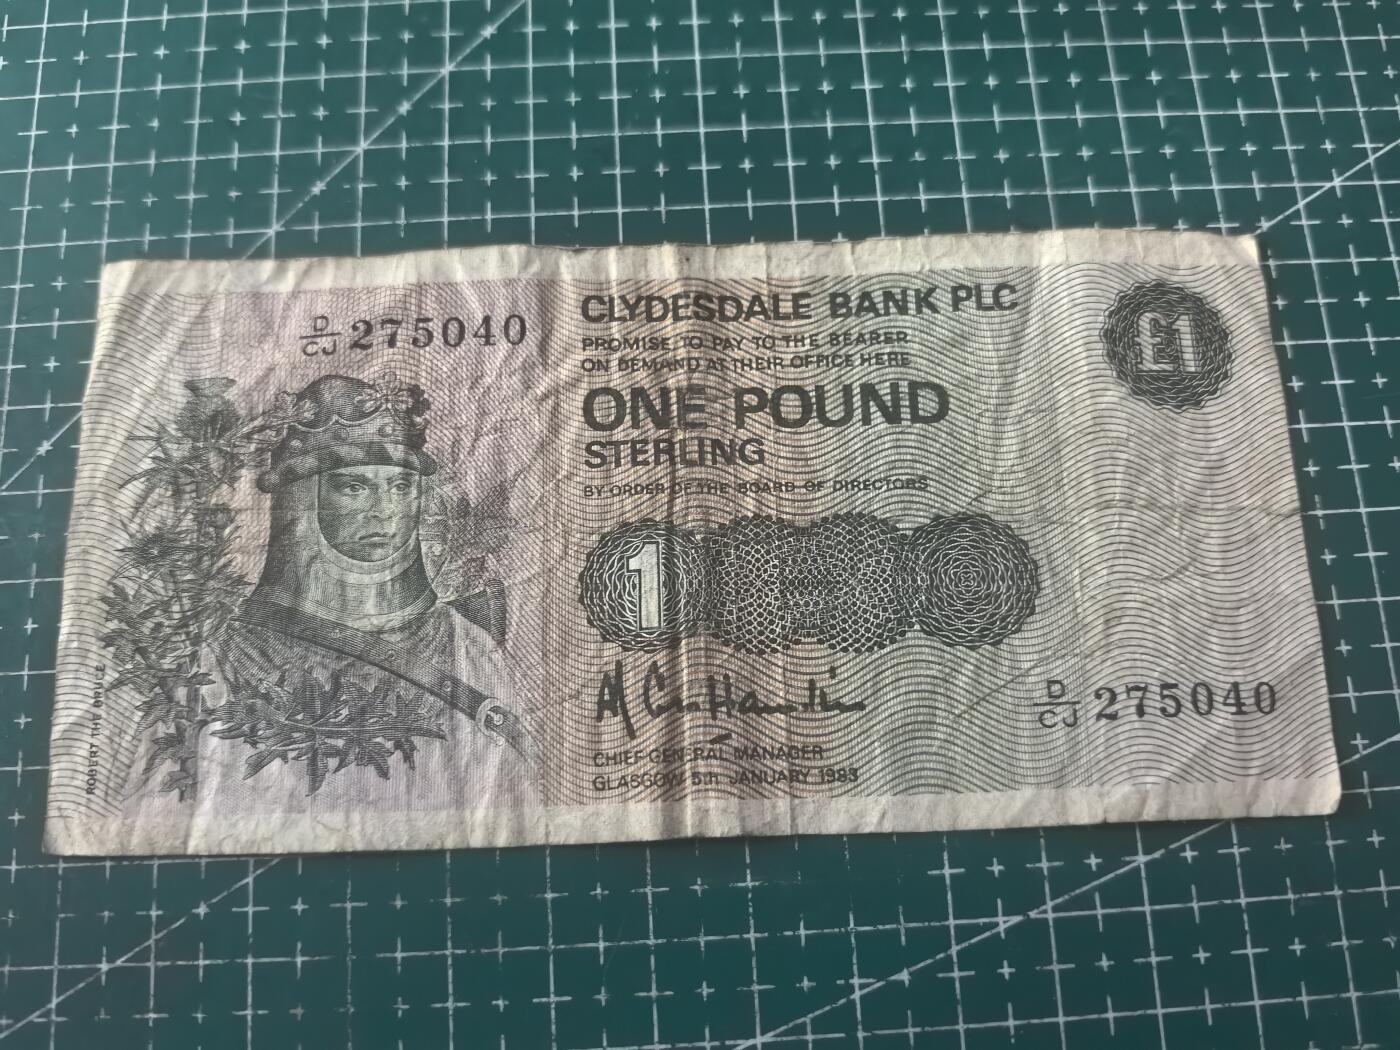 D/CJ 275040
CLYDESDALE BANK PLC
PROMISE TO PAY TO THE BEARER
ON DEMAND AT THEIR OFFICE HERE
ONE POUND
STERLING
BY ORDER OF THE BOARD OF DIRECTORS
£1
1
CHIEF GENERAL MANAGER
GLASGOW 5th JANUARY 1983
D/CJ 275040
ROBERT THE BRUCE